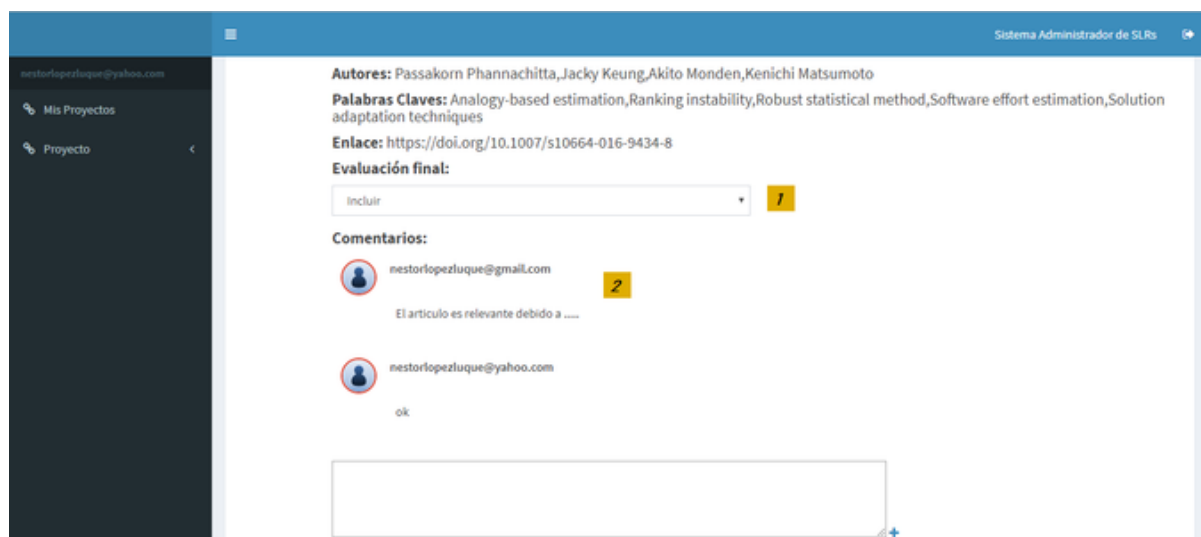 Sistema Administrador de SLRs
nestorlopezluque@yahoo.com
Mis Proyectos
Proyecto
Autores: Passakorn Phannachitta,Jacky Keung,Akito Monden,Kenichi Matsumoto
Palabras Claves: Analogy-based estimation,Ranking instability,Robust statistical method,Software effort estimation,Solution
adaptation techniques
Enlace: https://doi.org/10.1007/s10664-016-9434-8
Evaluación final:
Incluir
1
Comentarios:
nestorlopezluque@gmail.com
2
El articulo es relevante debido a .....
nestorlopezluque@yahoo.com
ok